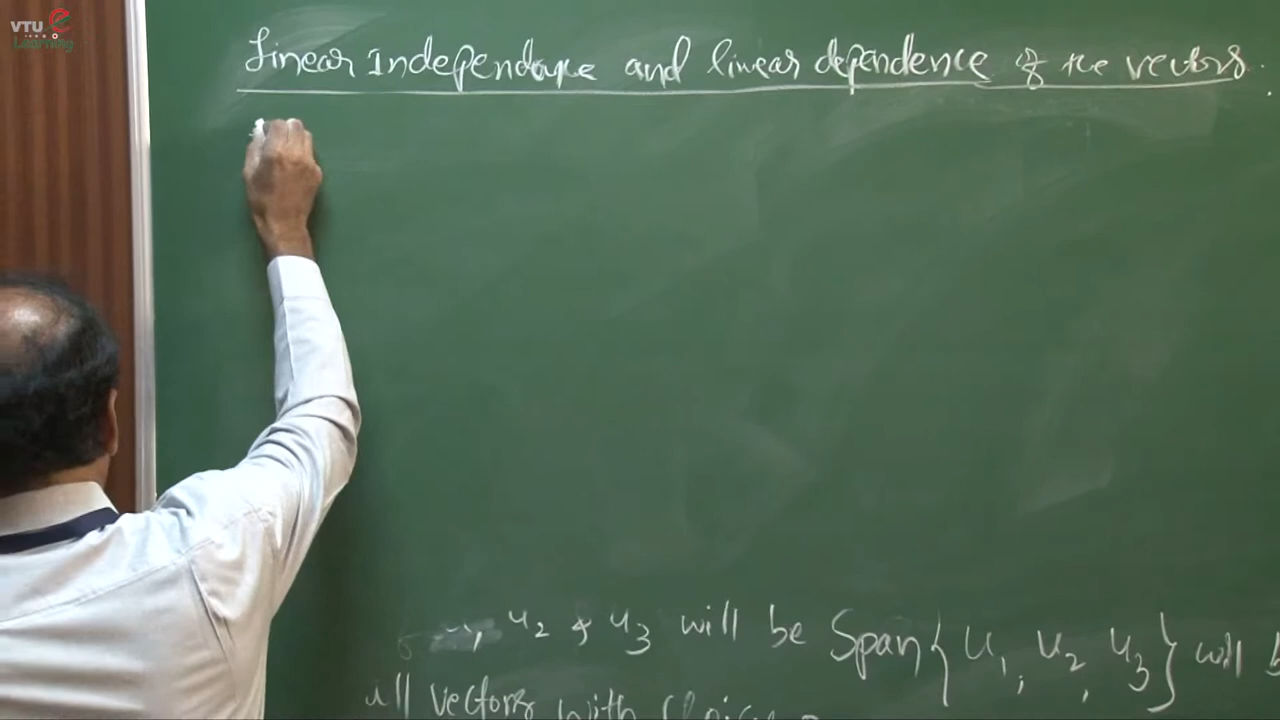 VTU e
Learning
Linear Independence and linear dependence of the vectors.
u2 & u3 will be Span{u1, u2, u3} will
all vectors with